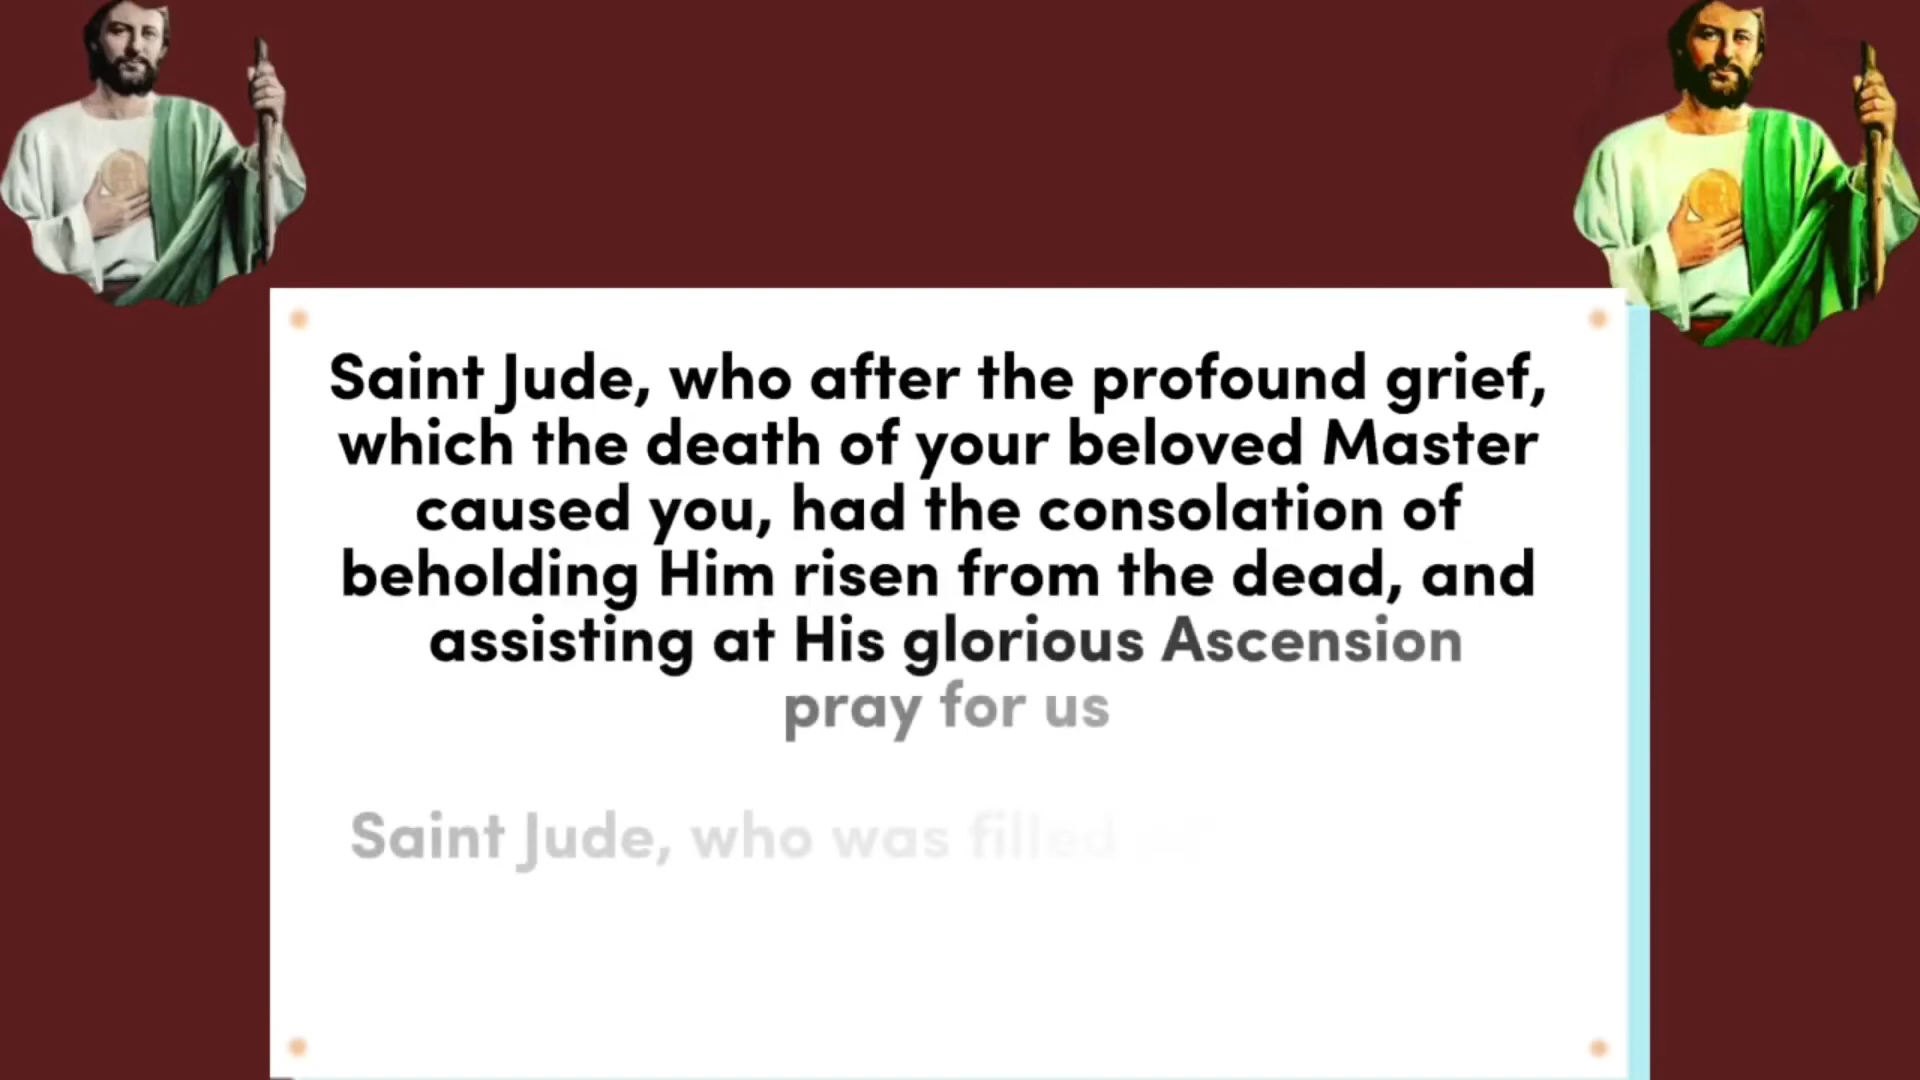 Saint Jude, who after the profound grief,
which the death of your beloved Master
caused you, had the consolation of
beholding Him risen from the dead, and
assisting at His glorious Ascension
pray for us
Saint Jude, who was filled